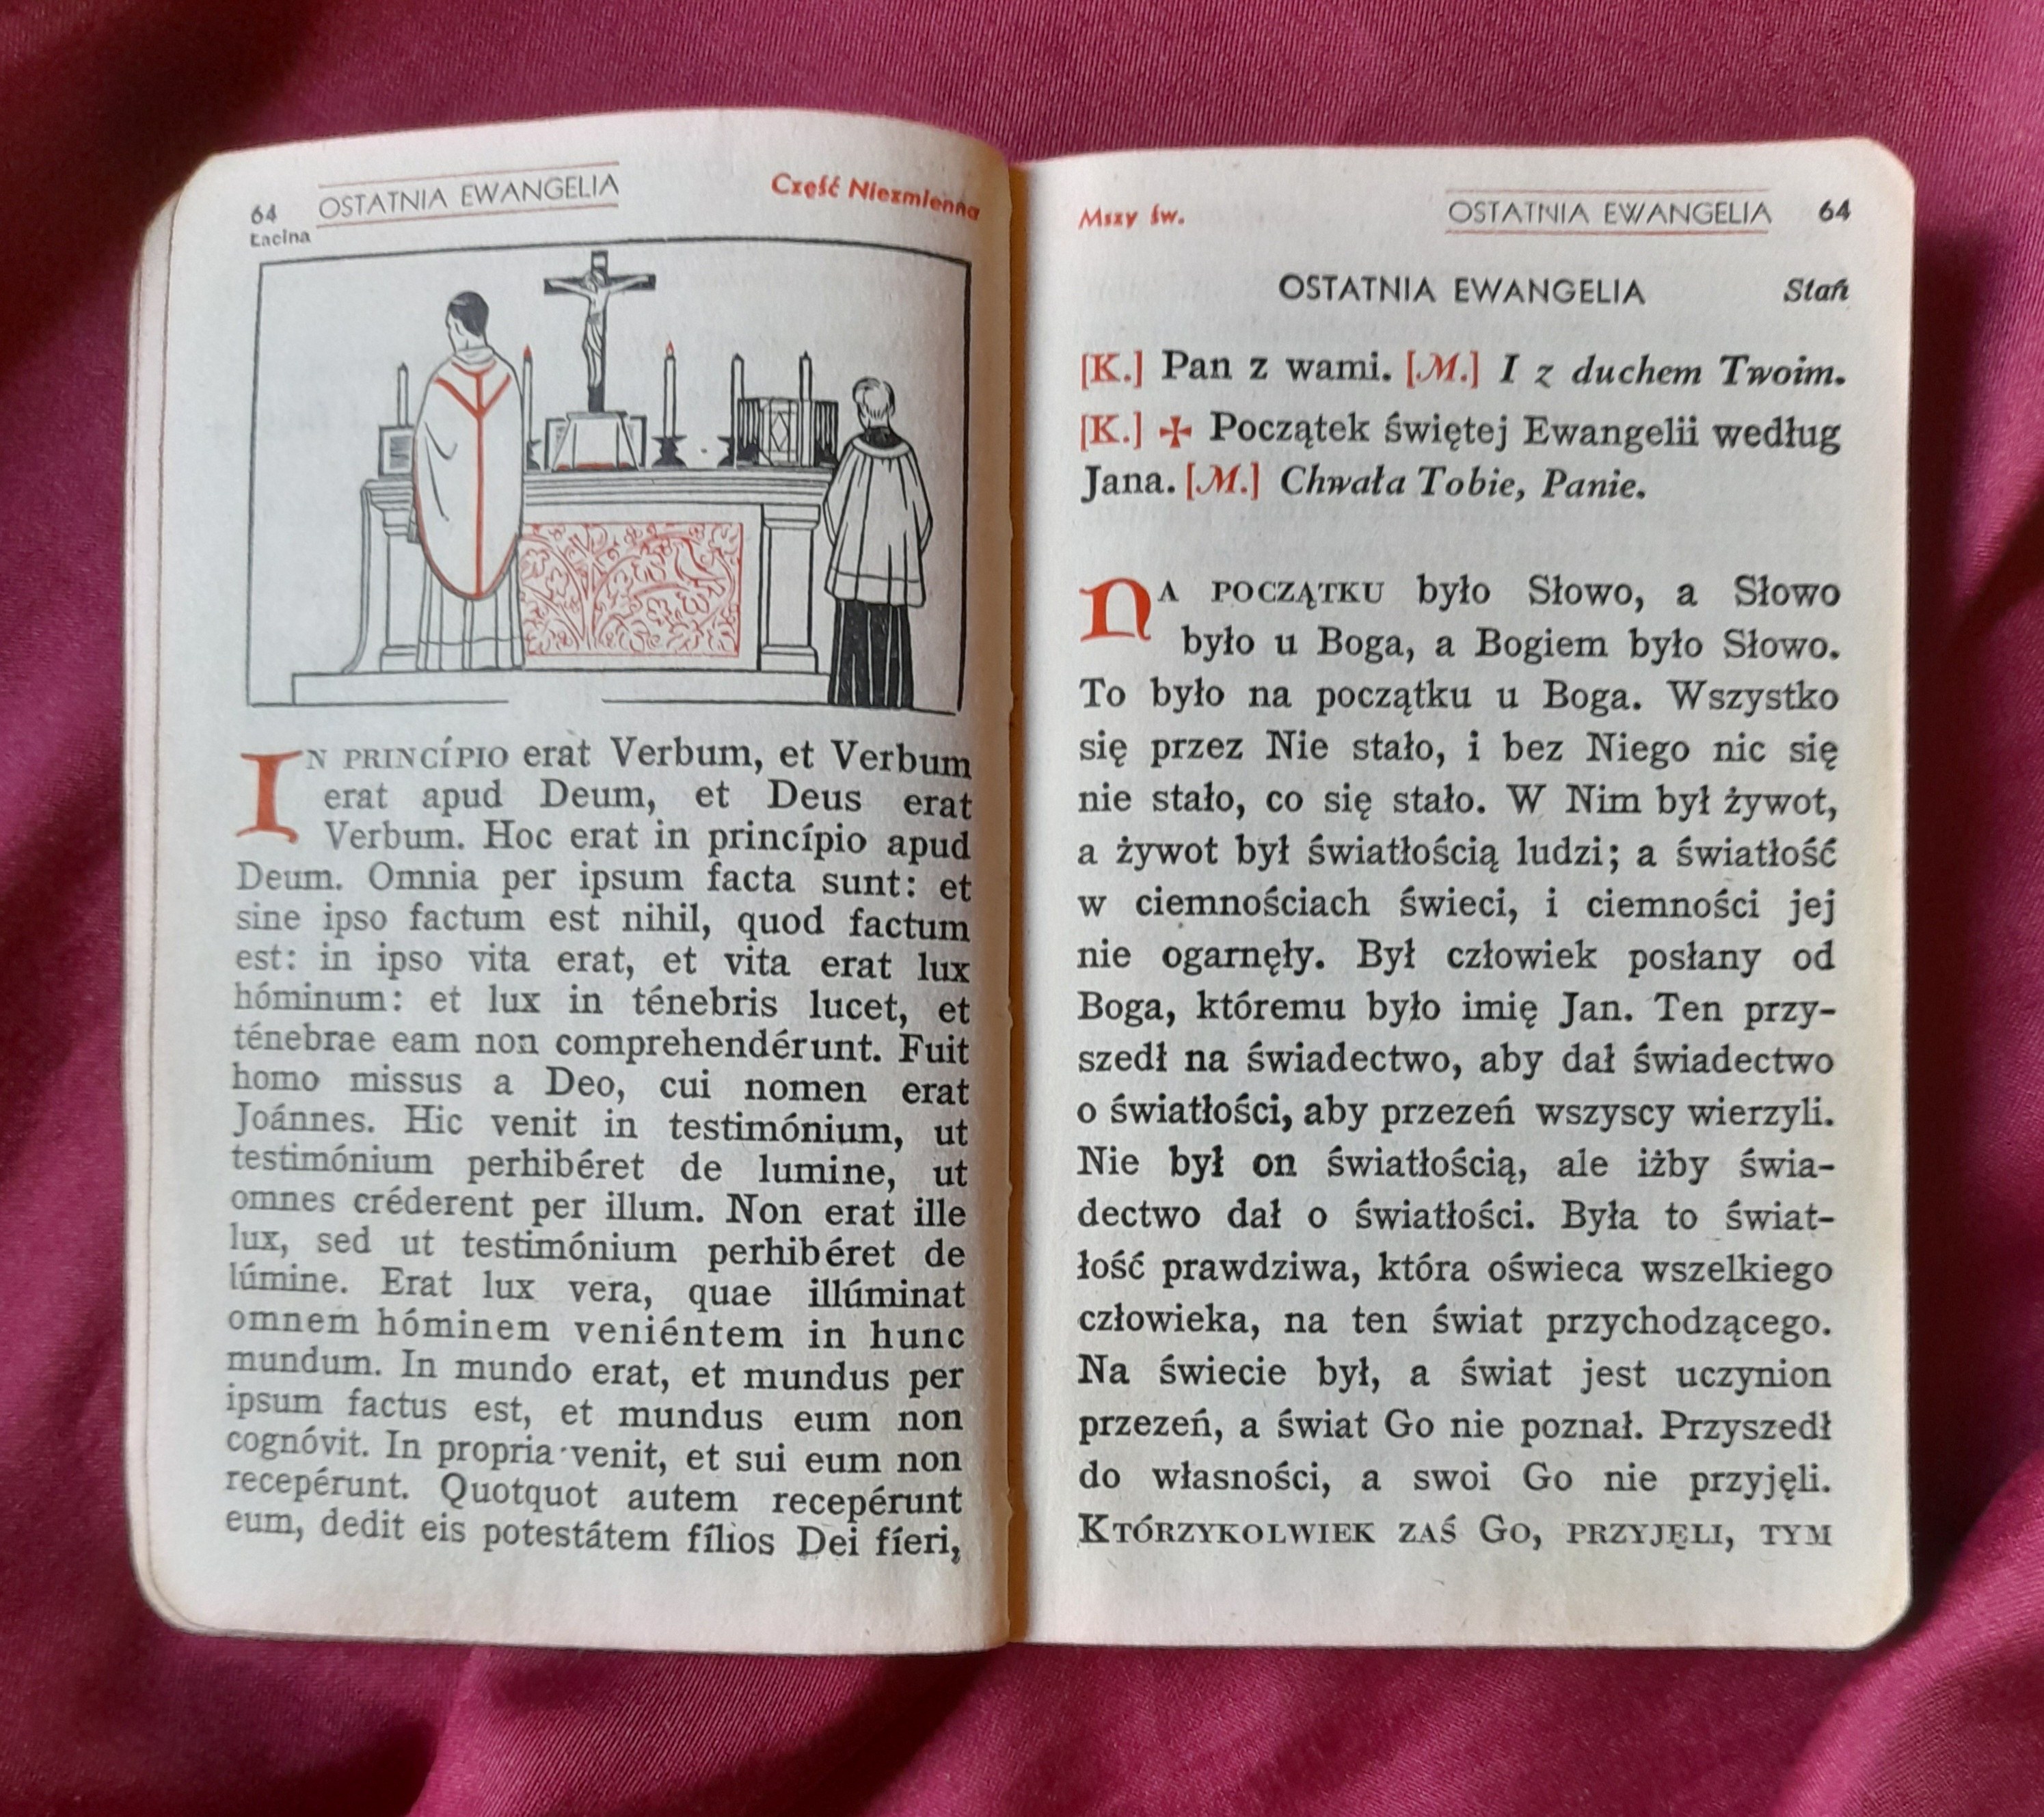 64 OSTATNIA EWANGELIA Część Niezmienna
Łacina
IN PRINCÍPIO erat Verbum, et Verbum
erat apud Deum, et Deus erat
Verbum. Hoc erat in princípio apud
Deum. Omnia per ipsum facta sunt: et
sine ipso factum est nihil, quod factum
est: in ipso vita erat, et vita erat lux
hóminum: et lux in ténebris lucet, et
ténebrae eam non comprehendérunt. Fuit
homo missus a Deo, cui nomen erat
Joánnes. Hic venit in testimónium, ut
testimónium perhibéret de lumine, ut
omnes créderent per illum. Non erat ille
lux, sed ut testimónium perhibéret de
lúmine. Erat lux vera, quae illúminat
omnem hóminem veniéntem in hunc
mundum. In mundo erat, et mundus per
ipsum factus est, et mundus eum non
cognóvit. In propria venit, et sui eum non
recepérunt. Quotquot autem recepérunt
eum, dedit eis potestátem fílios Dei fíeri,
Mszy św. OSTATNIA EWANGELIA 64
OSTATNIA EWANGELIA Stań
[K.] Pan z wami. [M.] I z duchem Twoim.
[K.] ✠ Początek świętej Ewangelii według
Jana. [M.] Chwała Tobie, Panie.
NA POCZĄTKU było Słowo, a Słowo
było u Boga, a Bogiem było Słowo.
To było na początku u Boga. Wszystko
się przez Nie stało, i bez Niego nic się
nie stało, co się stało. W Nim był żywot,
a żywot był światłością ludzi; a światłość
w ciemnościach świeci, i ciemności jej
nie ogarnęły. Był człowiek posłany od
Boga, któremu było imię Jan. Ten przy-
szedł na świadectwo, aby dał świadectwo
o światłości, aby przezeń wszyscy wierzyli.
Nie był on światłością, ale iżby świa-
dectwo dał o światłości. Była to świat-
łość prawdziwa, która oświeca wszelkiego
człowieka, na ten świat przychodzącego.
Na świecie był, a świat jest uczynion
przezeń, a świat Go nie poznał. Przyszedł
do własności, a swoi Go nie przyjęli.
KTÓRZYKOLWIEK ZAŚ GO, PRZYJĘLI, TYM